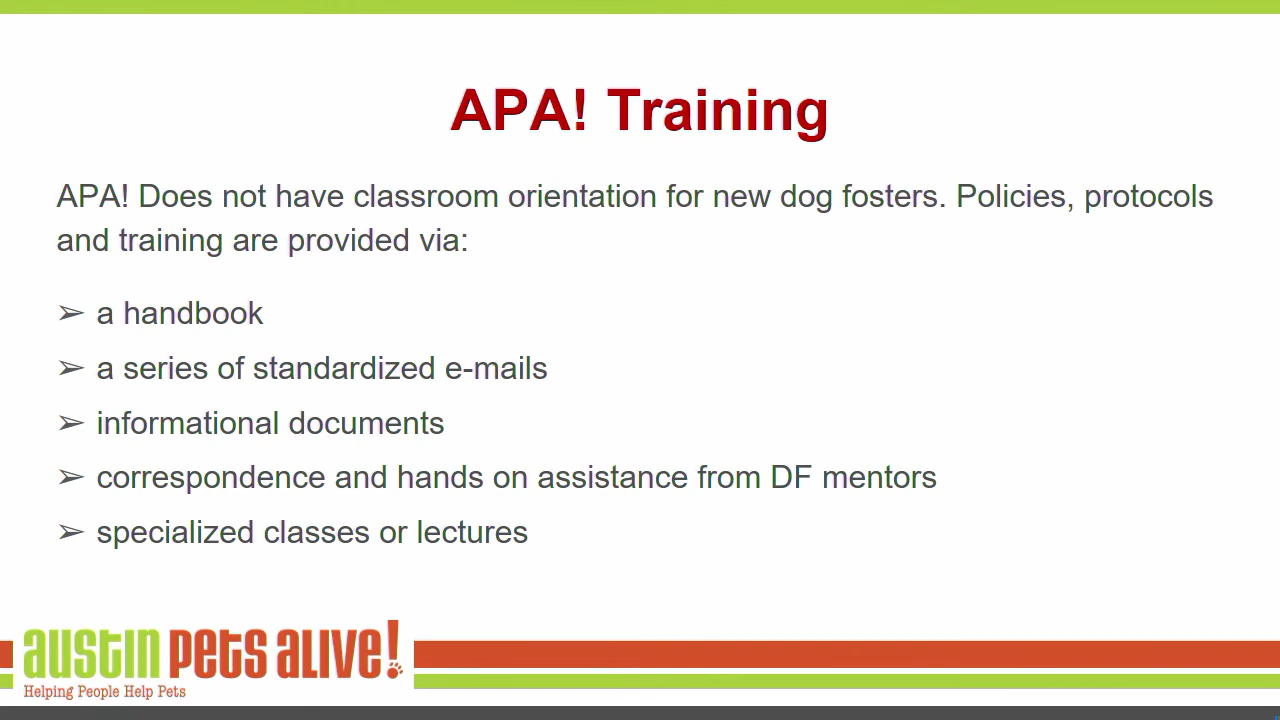 APA! Training
APA! Does not have classroom orientation for new dog fosters. Policies, protocols
and training are provided via:
➢ a handbook
➢ a series of standardized e-mails
➢ informational documents
➢ correspondence and hands on assistance from DF mentors
➢ specialized classes or lectures
austin pets alive!
Helping People Help Pets